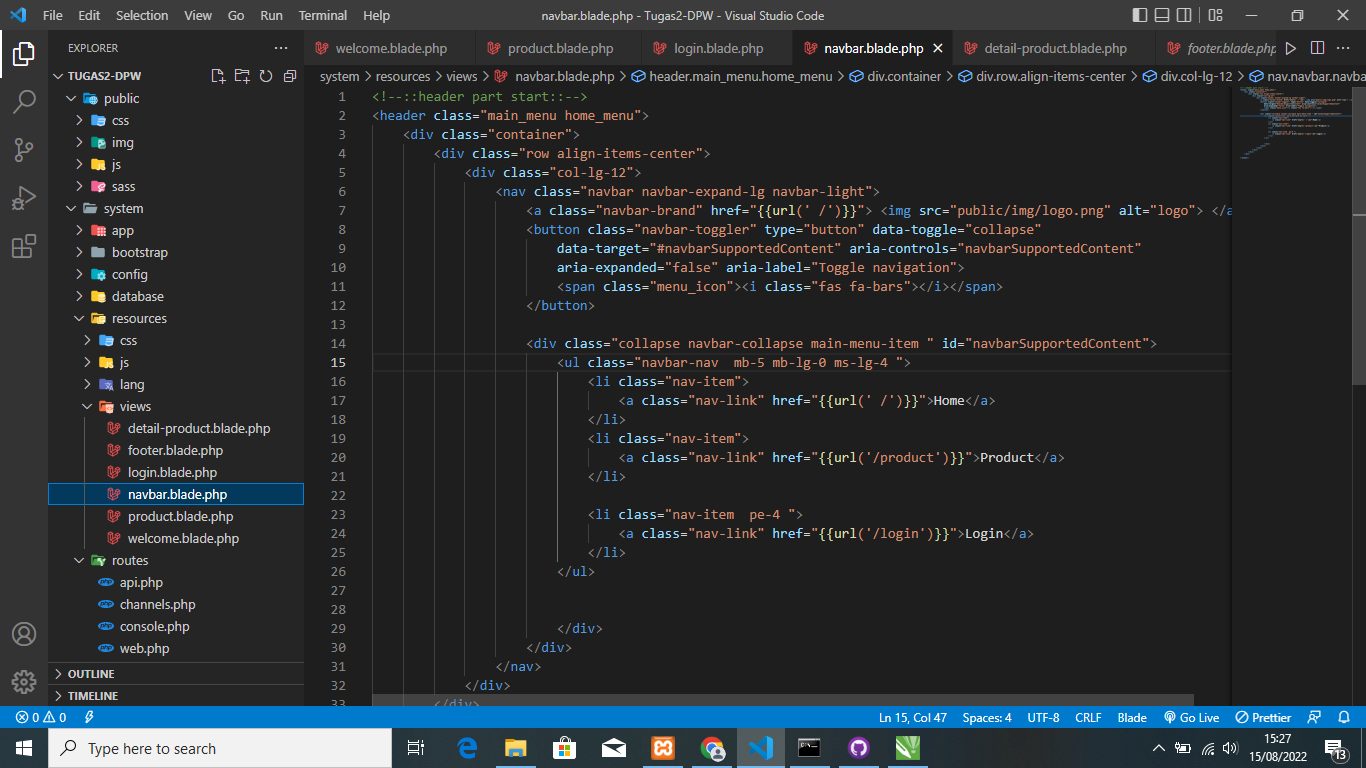 File Edit Selection View Go Run Terminal Help
navbar.blade.php - Tugas2-DPW - Visual Studio Code
EXPLORER
welcome.blade.php product.blade.php login.blade.php navbar.blade.php detail-product.blade.php footer.blade.php
TUGAS2-DPW
system > resources > views > navbar.blade.php > header.main_menu.home_menu > div.container > div.row.align-items-center > div.col-lg-12 > nav.navbar.navba
public
css
img
js
sass
system
app
bootstrap
config
database
resources
css
js
lang
views
detail-product.blade.php
footer.blade.php
login.blade.php
navbar.blade.php
product.blade.php
welcome.blade.php
routes
api.php
channels.php
console.php
web.php
OUTLINE
TIMELINE
1 <!--::header part start::-->
2 <header class="main_menu home_menu">
3 <div class="container">
4 <div class="row align-items-center">
5 <div class="col-lg-12">
6 <nav class="navbar navbar-expand-lg navbar-light">
7 <a class="navbar-brand" href="{{url(' /')}}"> <img src="public/img/logo.png" alt="logo"> </a
8 <button class="navbar-toggler" type="button" data-toggle="collapse"
9 data-target="#navbarSupportedContent" aria-controls="navbarSupportedContent"
10 aria-expanded="false" aria-label="Toggle navigation">
11 <span class="menu_icon"><i class="fas fa-bars"></i></span>
12 </button>
13
14 <div class="collapse navbar-collapse main-menu-item " id="navbarSupportedContent">
15 <ul class="navbar-nav  mb-5 mb-lg-0 ms-lg-4 ">
16 <li class="nav-item">
17 <a class="nav-link" href="{{url(' /')}}">Home</a>
18 </li>
19 <li class="nav-item">
20 <a class="nav-link" href="{{url('/product')}}">Product</a>
21 </li>
22
23 <li class="nav-item  pe-4 ">
24 <a class="nav-link" href="{{url('/login')}}">Login</a>
25 </li>
26 </ul>
27
28
29 </div>
30 </div>
31 </nav>
32 </div>
33 </div>
0 0
Ln 15, Col 47 Spaces: 4 UTF-8 CRLF Blade Go Live Prettier
Type here to search
15:27
15/08/2022
13